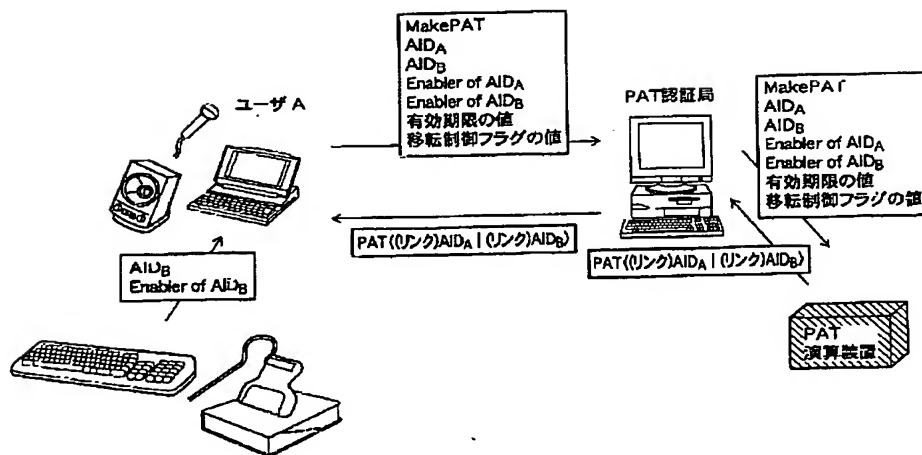 MakePAT
AIDA
AIDB
Enabler of AIDA
Enabler of AIDB
有効期限の値
移転制御フラグの値
ユーザ A
PAT認証局
MakePAT
AIDA
AIDB
Enabler of AIDA
Enabler of AIDB
有効期限の値
移転制御フラグの値
PAT((リンク)AIDA | (リンク)AIDB)
PAT((リンク)AIDA | (リンク)AIDB)
AIDB
Enabler of AIDB
PAT
演算装置